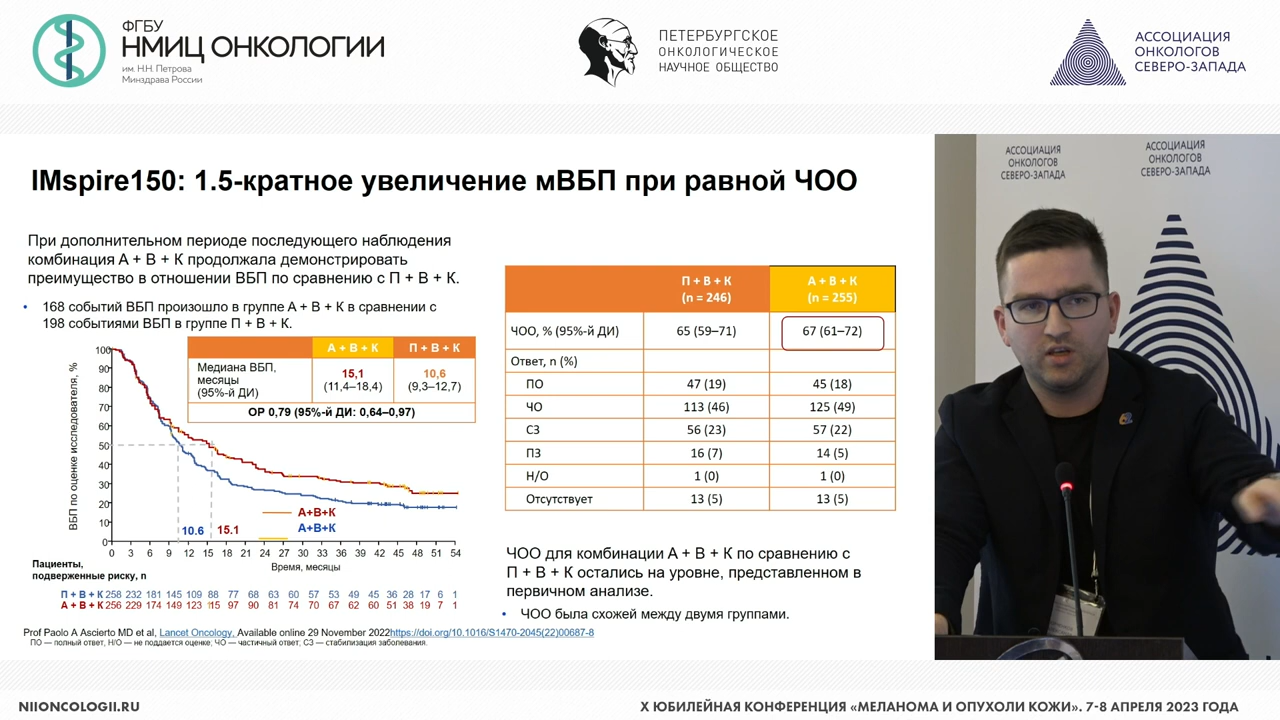 ФГБУ
НМИЦ ОНКОЛОГИИ
им. Н.Н. Петрова
Минздрава России
ПЕТЕРБУРГСКОЕ
ОНКОЛОГИЧЕСКОЕ
НАУЧНОЕ ОБЩЕСТВО
АССОЦИАЦИЯ
ОНКОЛОГОВ
СЕВЕРО-ЗАПАДА
IMspire150: 1.5-кратное увеличение мВБП при равной ЧОО
При дополнительном периоде последующего наблюдения
комбинация А + В + К продолжала демонстрировать
преимущество в отношении ВБП по сравнению с П + В + К.
• 168 событий ВБП произошло в группе А + В + К в сравнении с
198 событиями ВБП в группе П + В + К.
А + В + К П + В + К
Медиана ВБП,
месяцы
(95%-й ДИ)
15,1
(11,4–18,4)
10,6
(9,3–12,7)
ОР 0,79 (95%-й ДИ: 0,64–0,97)
ВБП по оценке исследователя, %
100
90
80
70
60
50
40
30
20
10
0
10.6 15.1
А+В+К
А+В+К
0 3 6 9 12 15 18 21 24 27 30 33 36 39 42 45 48 51 54
Время, месяцы
Пациенты,
подверженные риску, n
П + В + К 258 232 181 145 109 88 77 68 63 60 57 53 49 45 36 28 17 6 1
А + В + К 256 229 174 149 123 115 97 90 81 74 70 67 62 60 51 38 19 7 1
Prof Paolo A Ascierto MD et al, Lancet Oncology, Available online 29 November 2022https://doi.org/10.1016/S1470-2045(22)00687-8
ПО — полный ответ, Н/О — не поддается оценке; ЧО — частичный ответ, СЗ — стабилизация заболевания.
П + В + К
(n = 246)
А + В + К
(n = 255)
ЧОО, % (95%-й ДИ) 65 (59–71) 67 (61–72)
Ответ, n (%)
ПО 47 (19) 45 (18)
ЧО 113 (46) 125 (49)
СЗ 56 (23) 57 (22)
ПЗ 16 (7) 14 (5)
Н/О 1 (0) 1 (0)
Отсутствует 13 (5) 13 (5)
ЧОО для комбинации А + В + К по сравнению с
П + В + К остались на уровне, представленном в
первичном анализе.
• ЧОО была схожей между двумя группами.
АССОЦИАЦИЯ
ОНКОЛОГОВ
СЕВЕРО-ЗАПАДА
АССОЦИАЦИЯ
ОНКОЛОГОВ
СЕВЕРО-ЗАПАДА
NIIONCOLOGII.RU
X ЮБИЛЕЙНАЯ КОНФЕРЕНЦИЯ «МЕЛАНОМА И ОПУХОЛИ КОЖИ». 7-8 АПРЕЛЯ 2023 ГОДА